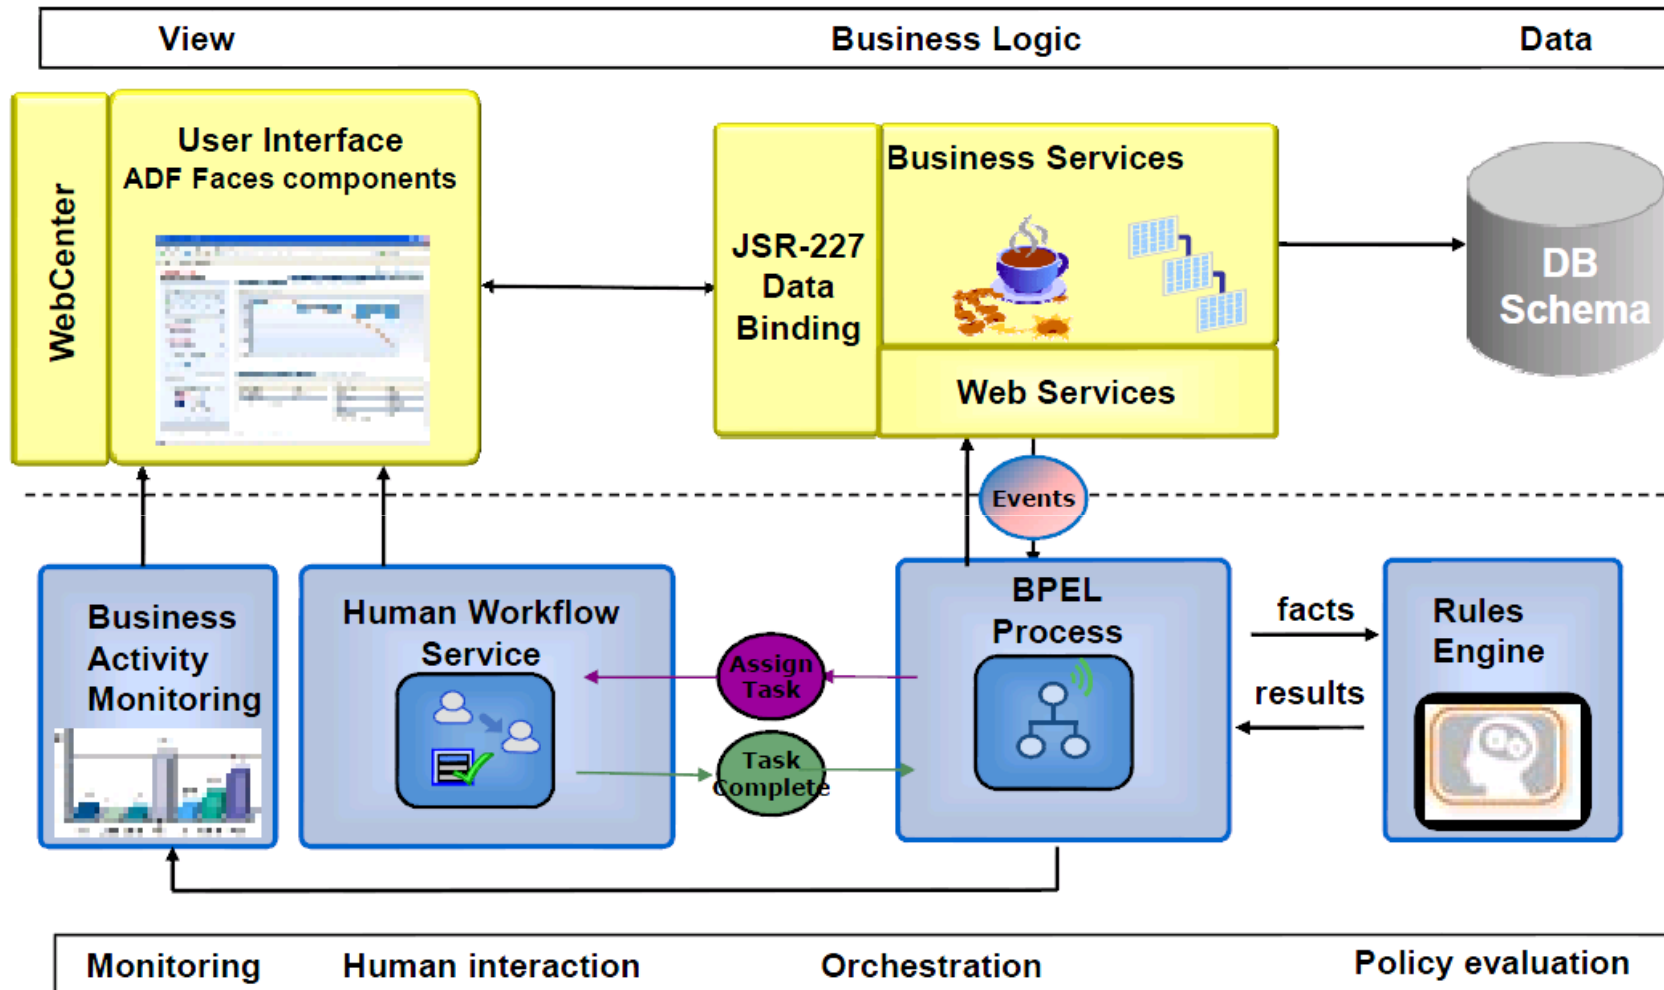 View
Business Logic
Data
WebCenter
User Interface
ADF Faces components
JSR-227
Data
Binding
Business Services
Web Services
DB
Schema
Events
Business
Activity
Monitoring
Human Workflow
Service
Assign
Task
Task
Complete
BPEL
Process
facts
results
Rules
Engine
Monitoring
Human interaction
Orchestration
Policy evaluation